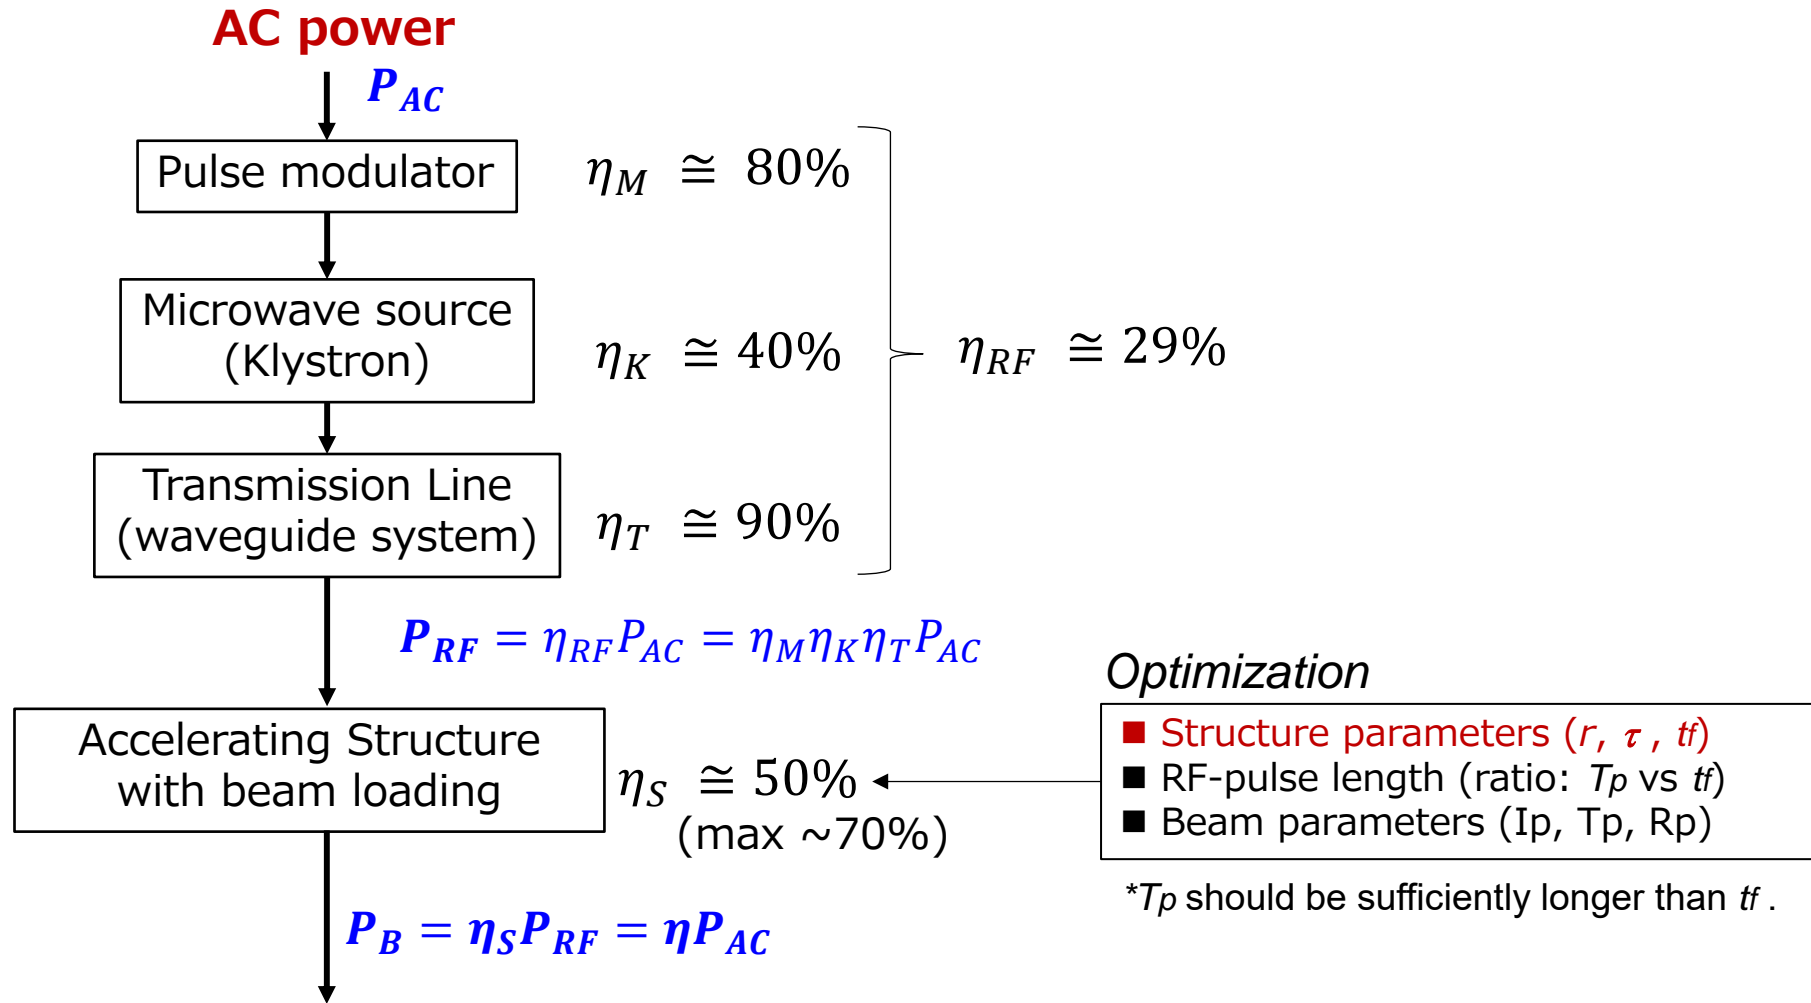 AC power
P_AC
Pulse modulator
η_M ≅ 80%
Microwave source
(Klystron)
η_K ≅ 40%
η_RF ≅ 29%
Transmission Line
(waveguide system)
η_T ≅ 90%
P_RF = η_RF P_AC = η_M η_K η_T P_AC
Optimization
Accelerating Structure
with beam loading
η_S ≅ 50%
(max ~70%)
■ Structure parameters (r, τ , tf)
■ RF-pulse length (ratio: Tp vs tf)
■ Beam parameters (Ip, Tp, Rp)
*Tp should be sufficiently longer than tf .
P_B = η_S P_RF = ηP_AC